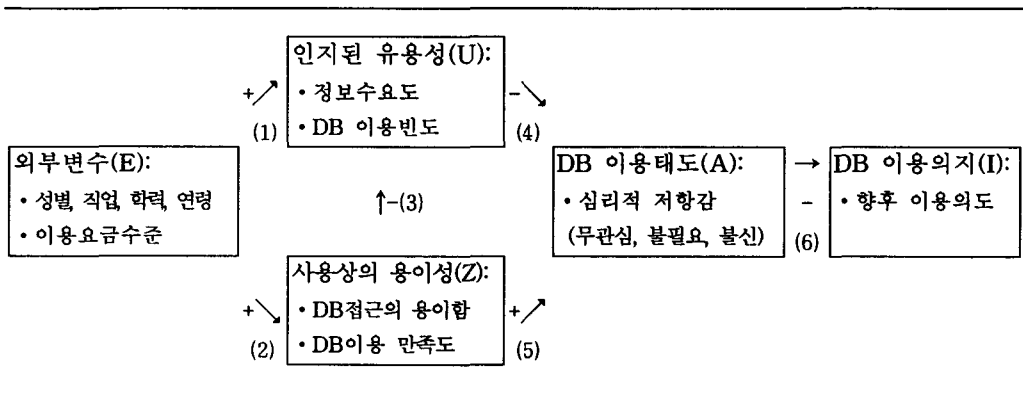 인지된 유용성(U):
• 정보수요도
• DB 이용빈도
+↗
(1)
-↘
(4)
외부변수(E):
• 성별, 직업, 학력, 연령
• 이용요금수준
↑-(3)
DB 이용태도(A):
• 심리적 저항감
(무관심, 불필요, 불신)
→
-
(6)
DB 이용의지(I):
• 향후 이용의도
사용상의 용이성(Z):
• DB접근의 용이함
• DB이용 만족도
+↘
(2)
+↗
(5)